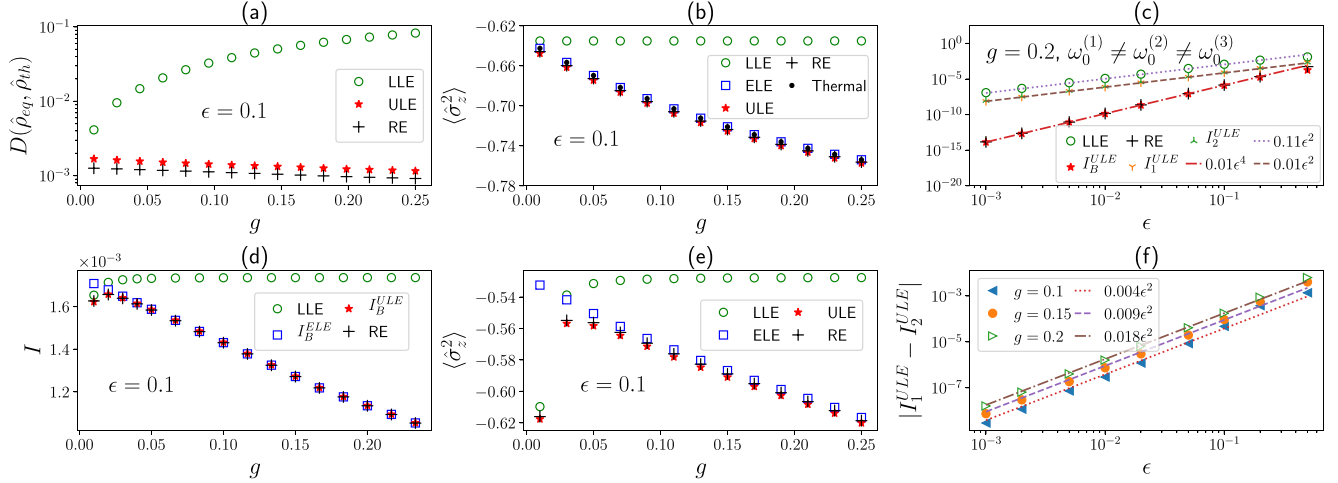 (a)
D(ρ̂_eq, ρ̂_th)
10^−1
10^−2
10^−3
LLE
ULE
RE
ϵ = 0.1
0.00 0.05 0.10 0.15 0.20 0.25
g
(b)
⟨σ̂_z^2⟩
−0.62
−0.66
−0.70
−0.74
−0.78
LLE RE
ELE Thermal
ULE
ϵ = 0.1
0.00 0.05 0.10 0.15 0.20 0.25
g
(c)
10^0
10^−5
10^−10
10^−15
10^−20
g = 0.2, ω_0^(1) ≠ ω_0^(2) ≠ ω_0^(3)
LLE RE I_2^ULE 0.11ϵ^2
I_B^ULE I_1^ULE 0.01ϵ^4 0.01ϵ^2
10^−3 10^−2 10^−1
ϵ
(d)
×10^−3
I
1.6
1.4
1.2
LLE I_B^ULE
I_B^ELE RE
ϵ = 0.1
0.00 0.05 0.10 0.15 0.20
g
(e)
⟨σ̂_z^2⟩
−0.54
−0.56
−0.58
−0.60
−0.62
LLE ULE
ELE RE
ϵ = 0.1
0.00 0.05 0.10 0.15 0.20 0.25
g
(f)
|I_1^ULE − I_2^ULE|
10^−3
10^−5
10^−7
g = 0.1 0.004ϵ^2
g = 0.15 0.009ϵ^2
g = 0.2 0.018ϵ^2
10^−3 10^−2 10^−1
ϵ